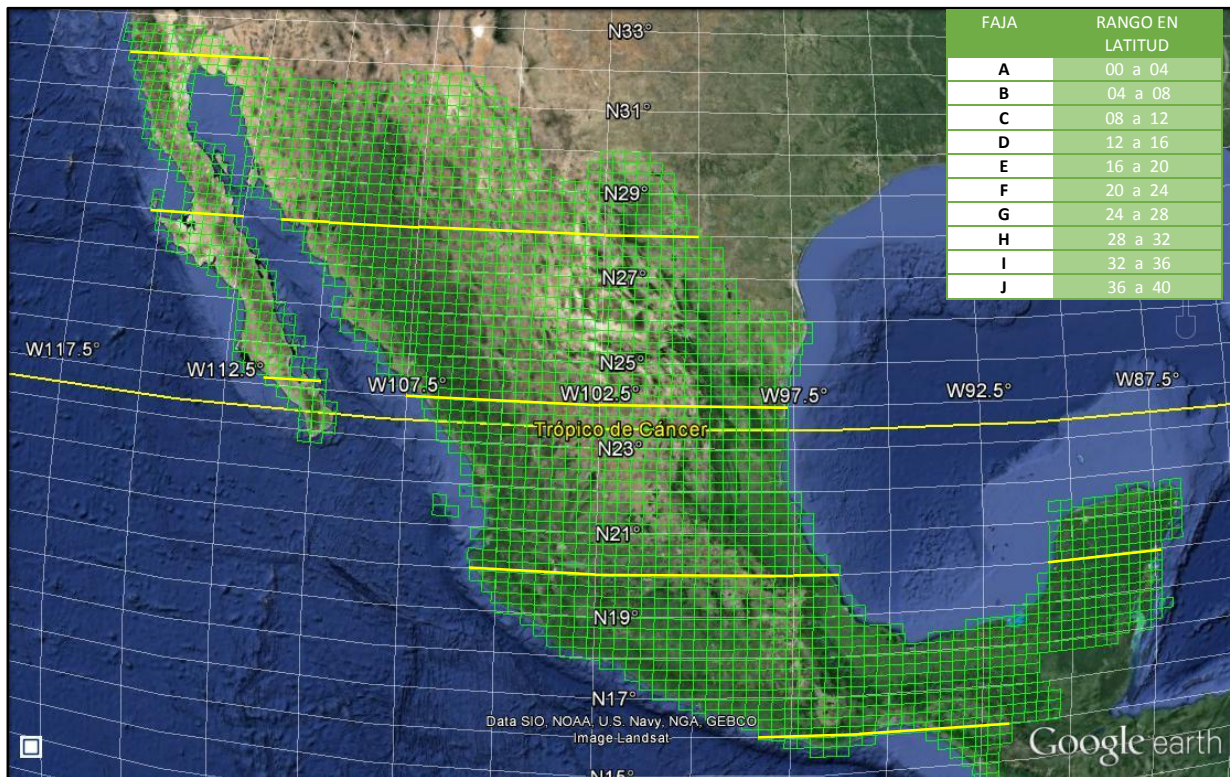 FAJA RANGO EN LATITUD
A 00 a 04
B 04 a 08
C 08 a 12
D 12 a 16
E 16 a 20
F 20 a 24
G 24 a 28
H 28 a 32
I 32 a 36
J 36 a 40
N33°
N31°
N29°
N27°
N25°
W117.5°
W112.5°
W107.5°
W102.5°
W97.5°
W92.5°
W87.5°
Trópico de Cáncer
N23°
N21°
N19°
N17°
Data SIO, NOAA, U.S. Navy, NGA, GEBCO
Image Landsat
Google earth
N15°